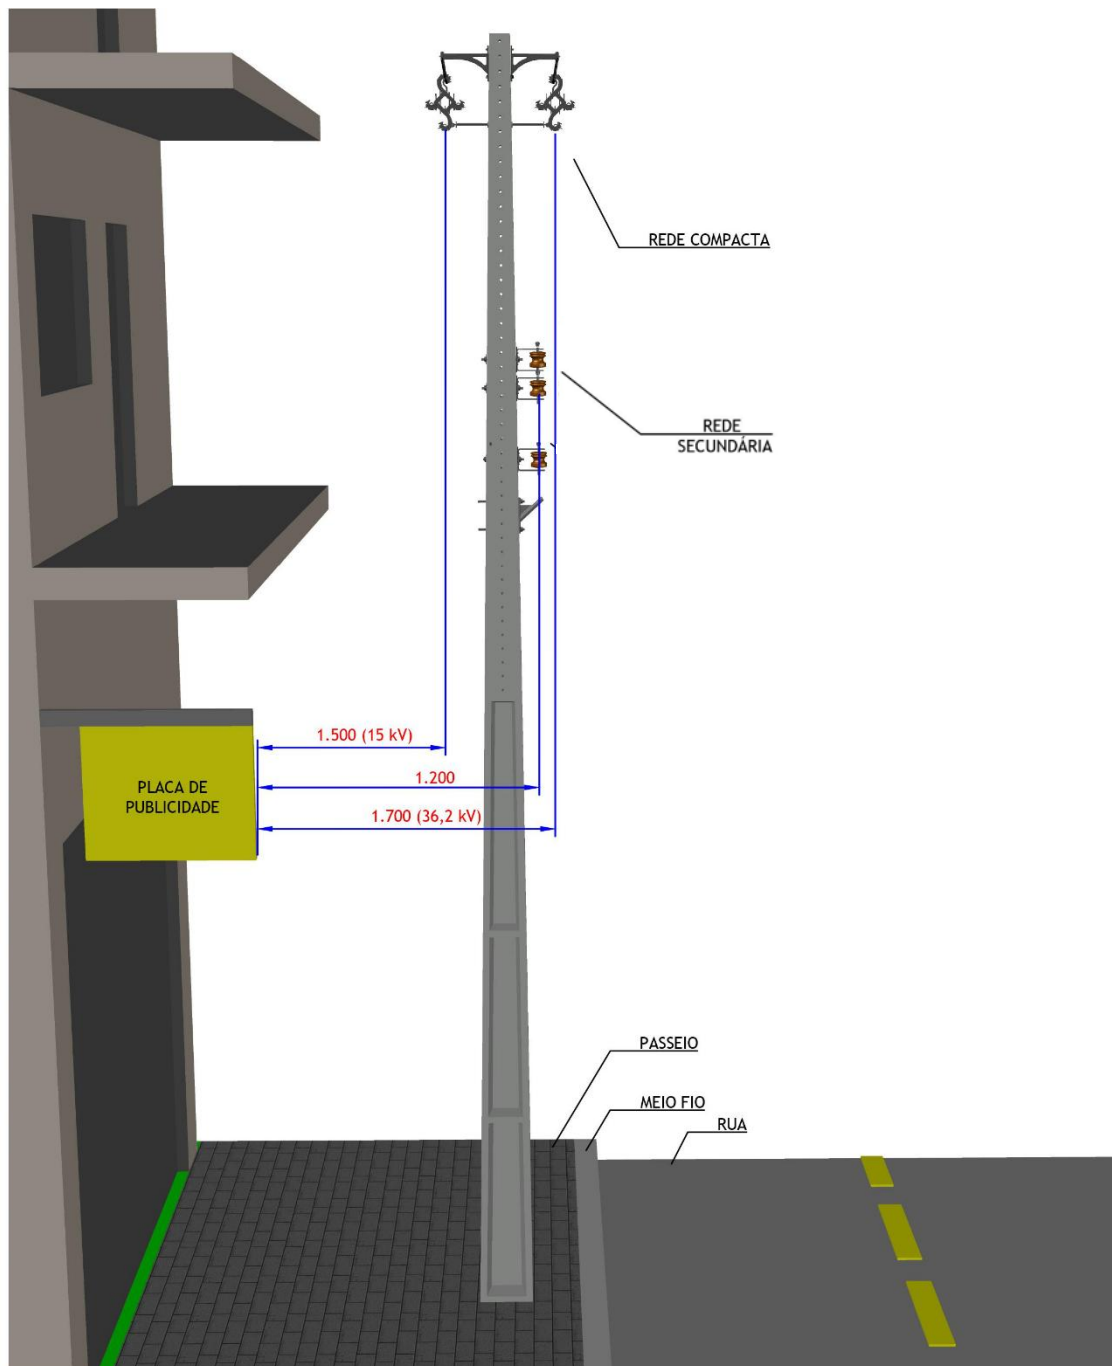 REDE COMPACTA
REDE
SECUNDÁRIA
1.500 (15 kV)
PLACA DE
PUBLICIDADE
1.200
1.700 (36,2 kV)
PASSEIO
MEIO FIO
RUA